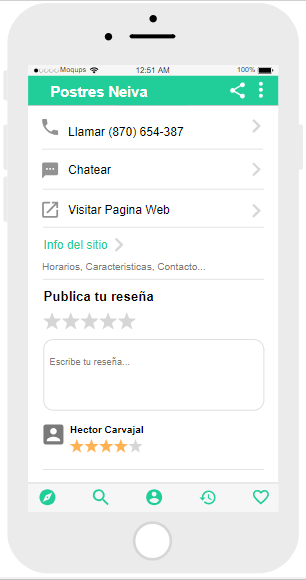 Moqups 12:51 AM 100%
Postres Neiva
Llamar (870) 654-387
Chatear
Visitar Pagina Web
Info del sitio
Horarios, Caracteristicas, Contacto...
Publica tu reseña
Escribe tu reseña...
Hector Carvajal